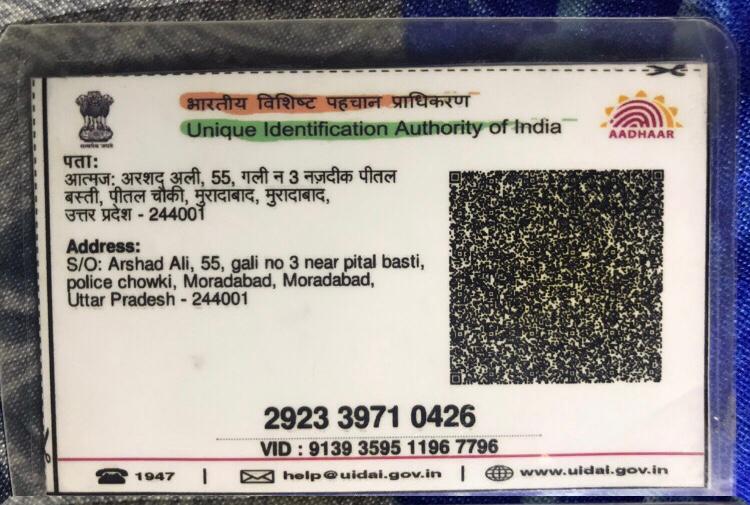 भारतीय विशिष्ट पहचान प्राधिकरण
Unique Identification Authority of India
AADHAAR
सत्यमेव जयते
पता:
आत्मज: अरशद अली, 55, गली न 3 नज़दीक पीतल
बस्ती, पीतल चौकी, मुरादाबाद, मुरादाबाद,
उत्तर प्रदेश - 244001
Address:
S/O: Arshad Ali, 55, gali no 3 near pital basti,
police chowki, Moradabad, Moradabad,
Uttar Pradesh - 244001
2923 3971 0426
VID : 9139 3595 1196 7796
1947 | help@uidai.gov.in | www.uidai.gov.in